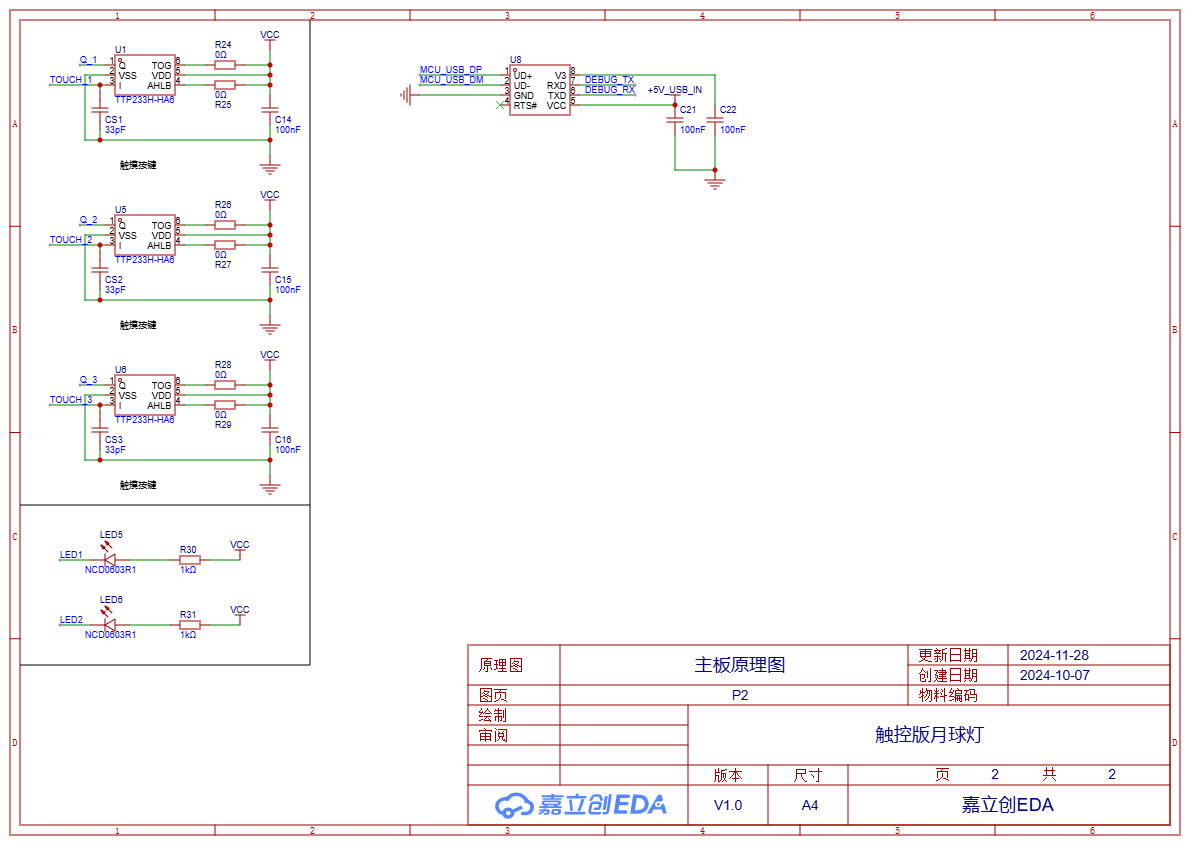 1 2 3 4 5 6
A
B
C
D
A
B
C
D
VCC
U1
R24
0Ω
Q_1
TOUCH_1
1 Q TOG 6
2 VSS VDD 5
3 I AHLB 4
TTP233H-HA6
0Ω
R25
CS1
33pF
C14
100nF
触摸按键
VCC
U5
R26
0Ω
Q_2
TOUCH_2
1 Q TOG 6
2 VSS VDD 5
3 I AHLB 4
TTP233H-HA6
0Ω
R27
CS2
33pF
C15
100nF
触摸按键
VCC
U6
R28
0Ω
Q_3
TOUCH_3
1 Q TOG 6
2 VSS VDD 5
3 I AHLB 4
TTP233H-HA6
0Ω
R29
CS3
33pF
C16
100nF
触摸按键
LED5
LED1
NCD0603R1
R30
1kΩ
VCC
LED6
LED2
NCD0603R1
R31
1kΩ
VCC
U8
MCU_USB_DP
MCU_USB_DM
1 UD+ V3 8
2 UD- RXD 7
3 GND TXD 6
4 RTS# VCC 5
DEBUG_TX
DEBUG_RX
+5V_USB_IN
C21
100nF
C22
100nF
原理图 主板原理图 更新日期 2024-11-28
创建日期 2024-10-07
图页 P2 物料编码
绘制
审阅
触控版月球灯
版本 尺寸 页 2 共 2
嘉立创EDA V1.0 A4 嘉立创EDA
1 2 3 4 5 6